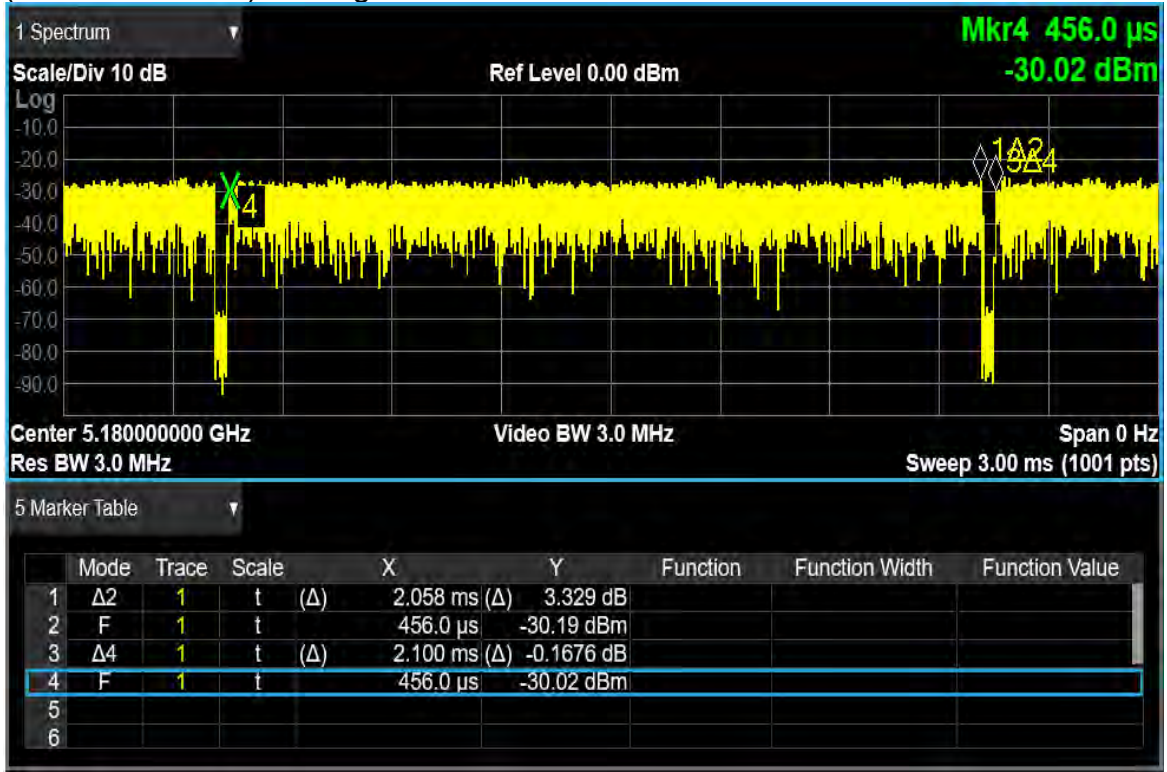 1 Spectrum
Mkr4 456.0 µs
Scale/Div 10 dB
Ref Level 0.00 dBm
-30.02 dBm
Log
-10.0
-20.0
-30.0
-40.0
-50.0
-60.0
-70.0
-80.0
-90.0
1Δ2
3Δ4
4
Center 5.180000000 GHz
Video BW 3.0 MHz
Span 0 Hz
Res BW 3.0 MHz
Sweep 3.00 ms (1001 pts)
5 Marker Table
Mode Trace Scale X Y Function Function Width Function Value
1 Δ2 1 t (Δ) 2.058 ms (Δ) 3.329 dB
2 F 1 t 456.0 µs -30.19 dBm
3 Δ4 1 t (Δ) 2.100 ms (Δ) -0.1676 dB
4 F 1 t 456.0 µs -30.02 dBm
5
6